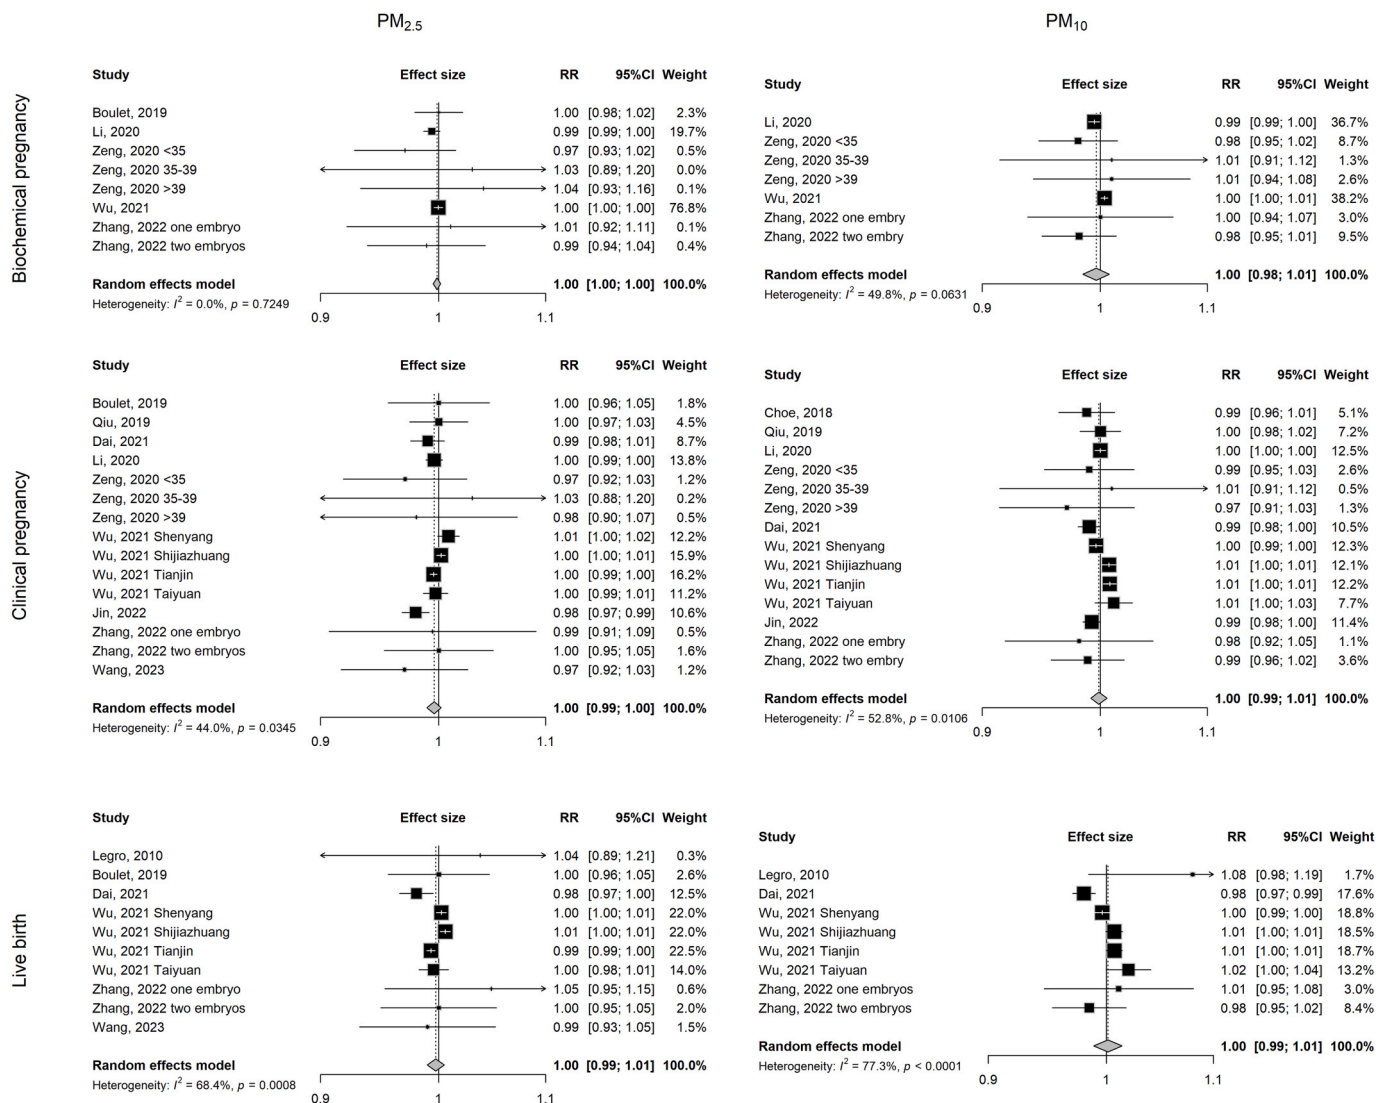 PM2.5
PM10
Biochemical pregnancy
Study Effect size RR 95%CI Weight
Boulet, 2019 1.00 [0.98; 1.02] 2.3%
Li, 2020 0.99 [0.99; 1.00] 19.7%
Zeng, 2020 <35 0.97 [0.93; 1.02] 0.5%
Zeng, 2020 35-39 1.03 [0.89; 1.20] 0.0%
Zeng, 2020 >39 1.04 [0.93; 1.16] 0.1%
Wu, 2021 1.00 [1.00; 1.00] 76.8%
Zhang, 2022 one embryo 1.01 [0.92; 1.11] 0.1%
Zhang, 2022 two embryos 0.99 [0.94; 1.04] 0.4%
Random effects model 1.00 [1.00; 1.00] 100.0%
Heterogeneity: I2 = 0.0%, p = 0.7249
0.9 1 1.1
Study Effect size RR 95%CI Weight
Li, 2020 0.99 [0.99; 1.00] 36.7%
Zeng, 2020 <35 0.98 [0.95; 1.02] 8.7%
Zeng, 2020 35-39 1.01 [0.91; 1.12] 1.3%
Zeng, 2020 >39 1.01 [0.94; 1.08] 2.6%
Wu, 2021 1.00 [1.00; 1.01] 38.2%
Zhang, 2022 one embry 1.00 [0.94; 1.07] 3.0%
Zhang, 2022 two embry 0.98 [0.95; 1.01] 9.5%
Random effects model 1.00 [0.98; 1.01] 100.0%
Heterogeneity: I2 = 49.8%, p = 0.0631
0.9 1 1.1
Clinical pregnancy
Study Effect size RR 95%CI Weight
Boulet, 2019 1.00 [0.96; 1.05] 1.8%
Qiu, 2019 1.00 [0.97; 1.03] 4.5%
Dai, 2021 0.99 [0.98; 1.01] 8.7%
Li, 2020 1.00 [0.99; 1.00] 13.8%
Zeng, 2020 <35 0.97 [0.92; 1.03] 1.2%
Zeng, 2020 35-39 1.03 [0.88; 1.20] 0.2%
Zeng, 2020 >39 0.98 [0.90; 1.07] 0.5%
Wu, 2021 Shenyang 1.01 [1.00; 1.02] 12.2%
Wu, 2021 Shijiazhuang 1.00 [1.00; 1.01] 15.9%
Wu, 2021 Tianjin 1.00 [0.99; 1.00] 16.2%
Wu, 2021 Taiyuan 1.00 [0.99; 1.01] 11.2%
Jin, 2022 0.98 [0.97; 0.99] 10.6%
Zhang, 2022 one embryo 0.99 [0.91; 1.09] 0.5%
Zhang, 2022 two embryos 1.00 [0.95; 1.05] 1.6%
Wang, 2023 0.97 [0.92; 1.03] 1.2%
Random effects model 1.00 [0.99; 1.00] 100.0%
Heterogeneity: I2 = 44.0%, p = 0.0345
0.9 1 1.1
Study Effect size RR 95%CI Weight
Choe, 2018 0.99 [0.96; 1.01] 5.1%
Qiu, 2019 1.00 [0.98; 1.02] 7.2%
Li, 2020 1.00 [1.00; 1.00] 12.5%
Zeng, 2020 <35 0.99 [0.95; 1.03] 2.6%
Zeng, 2020 35-39 1.01 [0.91; 1.12] 0.5%
Zeng, 2020 >39 0.97 [0.91; 1.03] 1.3%
Dai, 2021 0.99 [0.98; 1.00] 10.5%
Wu, 2021 Shenyang 1.00 [0.99; 1.00] 12.3%
Wu, 2021 Shijiazhuang 1.01 [1.00; 1.01] 12.1%
Wu, 2021 Tianjin 1.01 [1.00; 1.01] 12.2%
Wu, 2021 Taiyuan 1.01 [1.00; 1.03] 7.7%
Jin, 2022 0.99 [0.98; 1.00] 11.4%
Zhang, 2022 one embry 0.98 [0.92; 1.05] 1.1%
Zhang, 2022 two embry 0.99 [0.96; 1.02] 3.6%
Random effects model 1.00 [0.99; 1.01] 100.0%
Heterogeneity: I2 = 52.8%, p = 0.0106
0.9 1 1.1
Live birth
Study Effect size RR 95%CI Weight
Legro, 2010 1.04 [0.89; 1.21] 0.3%
Boulet, 2019 1.00 [0.96; 1.05] 2.6%
Dai, 2021 0.98 [0.97; 1.00] 12.5%
Wu, 2021 Shenyang 1.00 [1.00; 1.01] 22.0%
Wu, 2021 Shijiazhuang 1.01 [1.00; 1.01] 22.0%
Wu, 2021 Tianjin 0.99 [0.99; 1.00] 22.5%
Wu, 2021 Taiyuan 1.00 [0.98; 1.01] 14.0%
Zhang, 2022 one embryo 1.05 [0.95; 1.15] 0.6%
Zhang, 2022 two embryos 1.00 [0.95; 1.05] 2.0%
Wang, 2023 0.99 [0.93; 1.05] 1.5%
Random effects model 1.00 [0.99; 1.01] 100.0%
Heterogeneity: I2 = 68.4%, p = 0.0008
0.9 1 1.1
Study Effect size RR 95%CI Weight
Legro, 2010 1.08 [0.98; 1.19] 1.7%
Dai, 2021 0.98 [0.97; 0.99] 17.6%
Wu, 2021 Shenyang 1.00 [0.99; 1.00] 18.8%
Wu, 2021 Shijiazhuang 1.01 [1.00; 1.01] 18.5%
Wu, 2021 Tianjin 1.01 [1.00; 1.01] 18.7%
Wu, 2021 Taiyuan 1.02 [1.00; 1.04] 13.2%
Zhang, 2022 one embryos 1.01 [0.95; 1.08] 3.0%
Zhang, 2022 two embryos 0.98 [0.95; 1.02] 8.4%
Random effects model 1.00 [0.99; 1.01] 100.0%
Heterogeneity: I2 = 77.3%, p < 0.0001
0.9 1 1.1